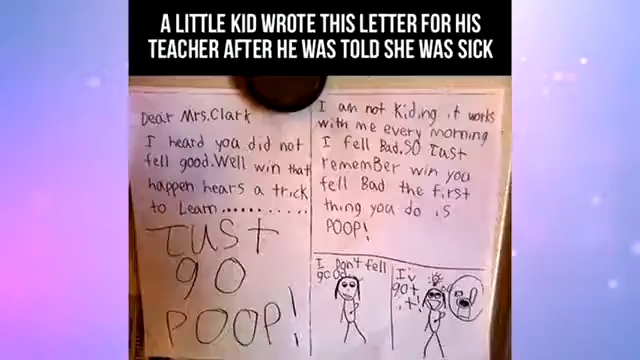 A LITTLE KID WROTE THIS LETTER FOR HIS
TEACHER AFTER HE WAS TOLD SHE WAS SICK
Dear Mrs.Clark
I heard you did not
fell good.Well win that
happen hears a trick
to Learn...........
Just
go
POOP!
I am not Kiding it works
with me every morning
I fell Bad.SO Just
remember win you
fell Bad the first
thing you do is
POOP!
I Don't fell
good
I'v
got
it!